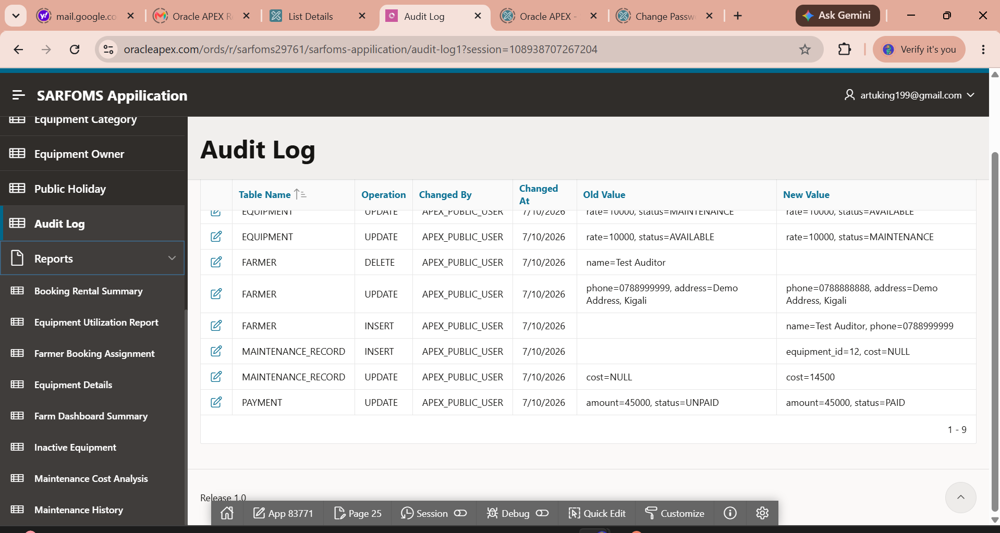 mail.google.co
Oracle APEX R
List Details
Audit Log
Oracle APEX -
Change Passw
Ask Gemini
oracleapex.com/ords/r/sarfoms29761/sarfoms-appilication/audit-log1?session=108938707267204
Verify it's you
SARFOMS Appilication
artuking199@gmail.com
Equipment Category
Equipment Owner
Public Holiday
Audit Log
Reports
Booking Rental Summary
Equipment Utilization Report
Farmer Booking Assignment
Equipment Details
Farm Dashboard Summary
Inactive Equipment
Maintenance Cost Analysis
Maintenance History
Audit Log
Table Name Operation Changed By Changed At Old Value New Value
EQUIPMENT UPDATE APEX_PUBLIC_USER 7/10/2026 rate=10000, status=MAINTENANCE rate=10000, status=AVAILABLE
EQUIPMENT UPDATE APEX_PUBLIC_USER 7/10/2026 rate=10000, status=AVAILABLE rate=10000, status=MAINTENANCE
FARMER DELETE APEX_PUBLIC_USER 7/10/2026 name=Test Auditor
FARMER UPDATE APEX_PUBLIC_USER 7/10/2026 phone=0788999999, address=Demo Address, Kigali phone=0788888888, address=Demo Address, Kigali
FARMER INSERT APEX_PUBLIC_USER 7/10/2026 name=Test Auditor, phone=0788999999
MAINTENANCE_RECORD INSERT APEX_PUBLIC_USER 7/10/2026 equipment_id=12, cost=NULL
MAINTENANCE_RECORD UPDATE APEX_PUBLIC_USER 7/10/2026 cost=NULL cost=14500
PAYMENT UPDATE APEX_PUBLIC_USER 7/10/2026 amount=45000, status=UNPAID amount=45000, status=PAID
1 - 9
Release 1.0
App 83771
Page 25
Session
Debug
Quick Edit
Customize